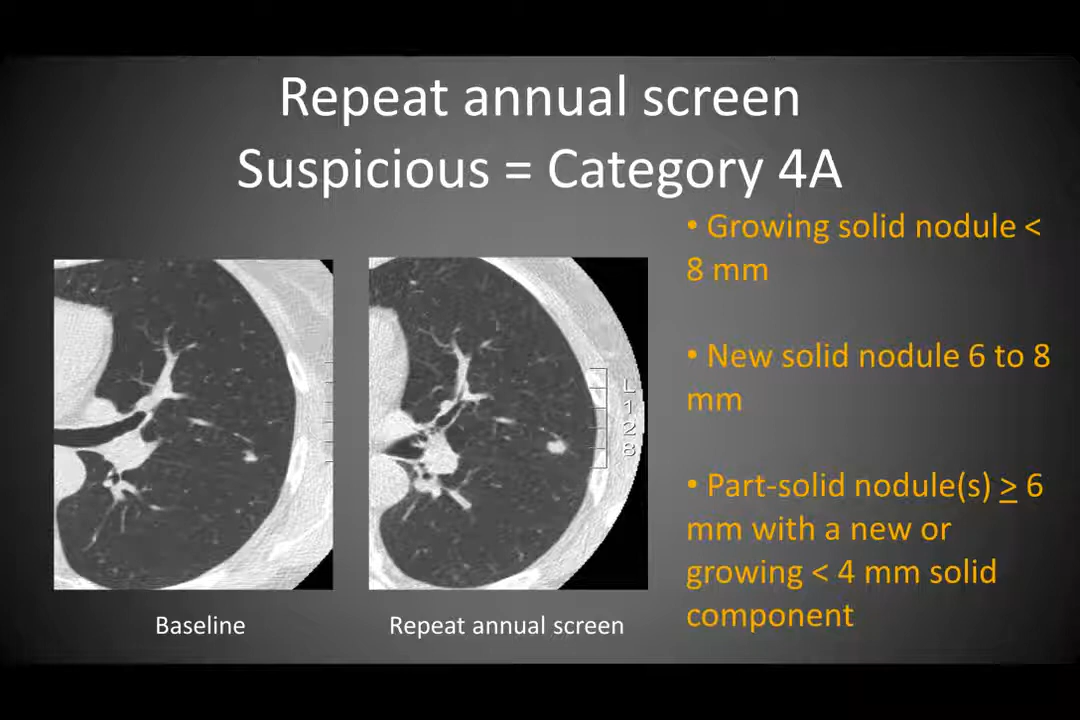 Repeat annual screen
Suspicious = Category 4A
• Growing solid nodule <
8 mm
• New solid nodule 6 to 8
mm
• Part-solid nodule(s) ≥ 6
mm with a new or
growing < 4 mm solid
component
L
1
2
8
Baseline
Repeat annual screen